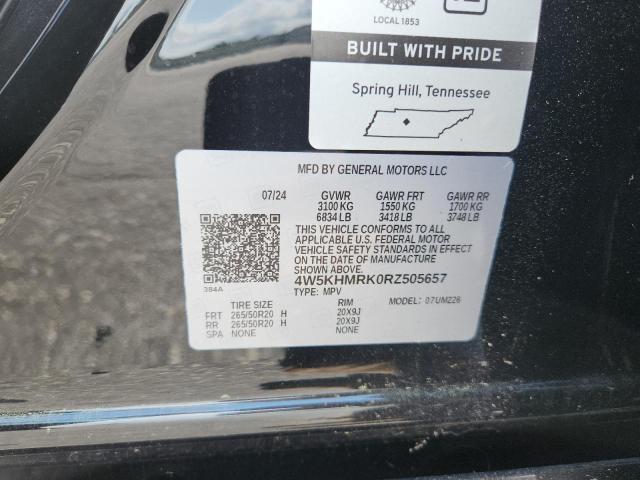 LOCAL 1853
BUILT WITH PRIDE
Spring Hill, Tennessee
MFD BY GENERAL MOTORS LLC
07/24 GVWR GAWR FRT GAWR RR
3100 KG 1550 KG 1700 KG
6834 LB 3418 LB 3748 LB
THIS VEHICLE CONFORMS TO ALL
APPLICABLE U.S. FEDERAL MOTOR
VEHICLE SAFETY STANDARDS IN EFFECT
ON THE DATE OF MANUFACTURE
SHOWN ABOVE.
4W5KHMRK0RZ505657
384A TYPE: MPV MODEL: 07UM226
TIRE SIZE RIM
FRT 265/50R20 H 20X9J
RR 265/50R20 H 20X9J
SPA NONE NONE